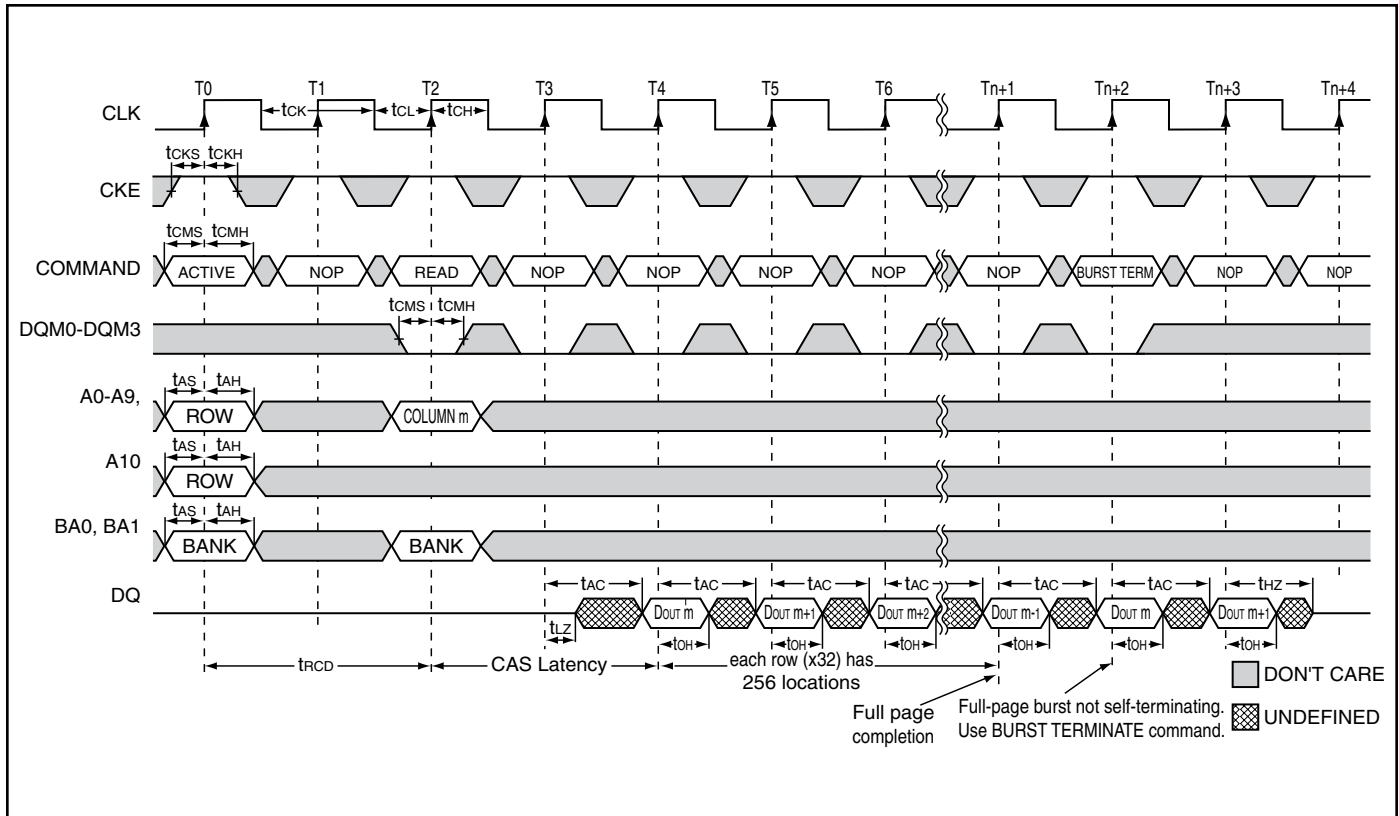 T0 T1 T2 T3 T4 T5 T6 Tn+1 Tn+2 Tn+3 Tn+4
CLK tCK tCL tCH
tCKS tCKH
CKE
tCMS tCMH
COMMAND ACTIVE NOP READ NOP NOP NOP NOP NOP BURST TERM NOP NOP
tCMS tCMH
DQM0-DQM3
tAS tAH
A0-A9, ROW COLUMN m
tAS tAH
A10 ROW
tAS tAH
BA0, BA1 BANK BANK
tAC tAC tAC tAC tAC tAC tHZ
DQ DOUT m DOUT m+1 DOUT m+2 DOUT m-1 DOUT m DOUT m+1
tLZ tOH tOH tOH tOH tOH tOH
tRCD CAS Latency each row (x32) has
256 locations
Full page
completion
Full-page burst not self-terminating.
Use BURST TERMINATE command.
DON'T CARE
UNDEFINED